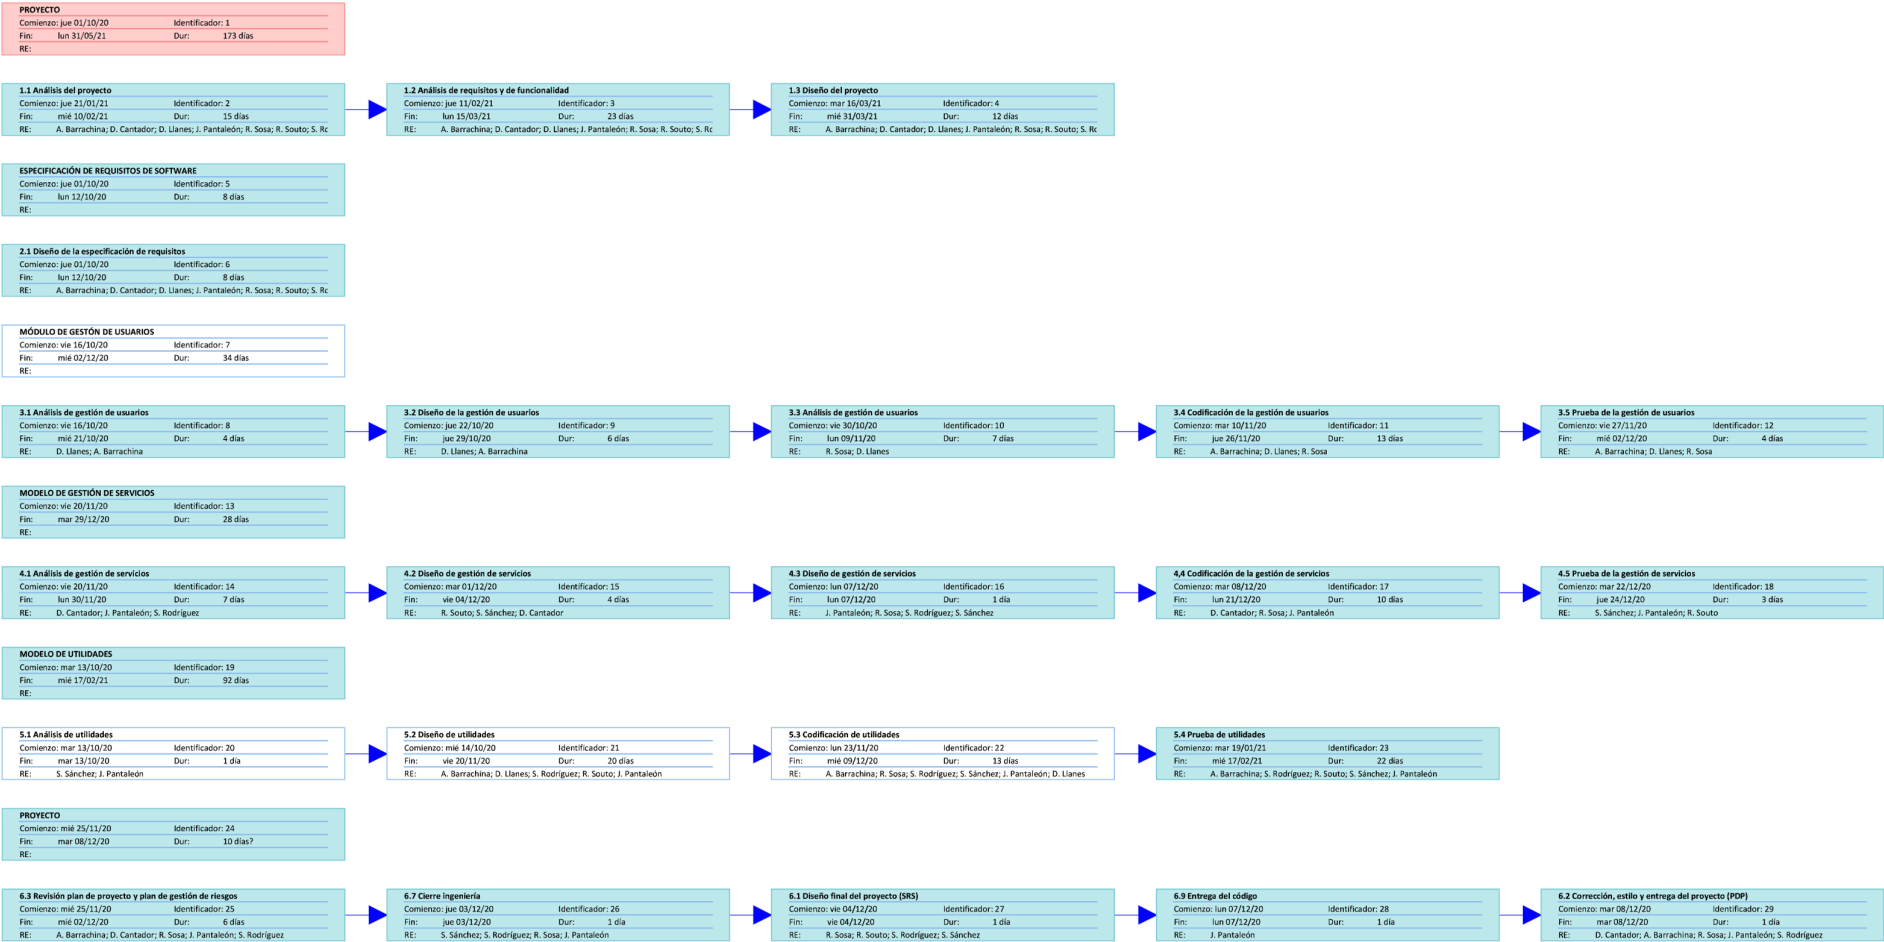 PROYECTO
Comienzo: jue 01/10/20 Identificador: 1
Fin: lun 31/05/21 Dur: 173 días
RE:
1.1 Análisis del proyecto 1.2 Análisis de requisitos y de funcionalidad 1.3 Diseño del proyecto
Comienzo: jue 21/01/21 Identificador: 2 Comienzo: jue 11/02/21 Identificador: 3 Comienzo: mar 16/03/21 Identificador: 4
Fin: mié 10/02/21 Dur: 15 días Fin: lun 15/03/21 Dur: 23 días Fin: mié 31/03/21 Dur: 12 días
RE: A. Barrachina; D. Cantador; D. Llanes; J. Pantaleón; R. Sosa; R. Souto; S. Rc RE: A. Barrachina; D. Cantador; D. Llanes; J. Pantaleón; R. Sosa; R. Souto; S. Rc RE: A. Barrachina; D. Cantador; D. Llanes; J. Pantaleón; R. Sosa; R. Souto; S. Rc
ESPECIFICACIÓN DE REQUISITOS DE SOFTWARE
Comienzo: jue 01/10/20 Identificador: 5
Fin: lun 12/10/20 Dur: 8 días
RE:
2.1 Diseño de la especificación de requisitos
Comienzo: jue 01/10/20 Identificador: 6
Fin: lun 12/10/20 Dur: 8 días
RE: A. Barrachina; D. Cantador; D. Llanes; J. Pantaleón; R. Sosa; R. Souto; S. Rc
MÓDULO DE GESTÓN DE USUARIOS
Comienzo: vie 16/10/20 Identificador: 7
Fin: mié 02/12/20 Dur: 34 días
RE:
3.1 Análisis de gestión de usuarios 3.2 Diseño de la gestión de usuarios 3.3 Análisis de gestión de usuarios 3.4 Codificación de la gestión de usuarios 3.5 Prueba de la gestión de usuarios
Comienzo: vie 16/10/20 Identificador: 8 Comienzo: jue 22/10/20 Identificador: 9 Comienzo: vie 30/10/20 Identificador: 10 Comienzo: mar 10/11/20 Identificador: 11 Comienzo: vie 27/11/20 Identificador: 12
Fin: mié 21/10/20 Dur: 4 días Fin: jue 29/10/20 Dur: 6 días Fin: lun 09/11/20 Dur: 7 días Fin: jue 26/11/20 Dur: 13 días Fin: mié 02/12/20 Dur: 4 días
RE: D. Llanes; A. Barrachina RE: D. Llanes; A. Barrachina RE: R. Sosa; D. Llanes RE: A. Barrachina; D. Llanes; R. Sosa RE: A. Barrachina; D. Llanes; R. Sosa
MODELO DE GESTIÓN DE SERVICIOS
Comienzo: vie 20/11/20 Identificador: 13
Fin: mar 29/12/20 Dur: 28 días
RE:
4.1 Análisis de gestión de servicios 4.2 Diseño de gestión de servicios 4.3 Diseño de gestión de servicios 4,4 Codificación de la gestión de servicios 4.5 Prueba de la gestión de servicios
Comienzo: vie 20/11/20 Identificador: 14 Comienzo: mar 01/12/20 Identificador: 15 Comienzo: lun 07/12/20 Identificador: 16 Comienzo: mar 08/12/20 Identificador: 17 Comienzo: mar 22/12/20 Identificador: 18
Fin: lun 30/11/20 Dur: 7 días Fin: vie 04/12/20 Dur: 4 días Fin: lun 07/12/20 Dur: 1 día Fin: lun 21/12/20 Dur: 10 días Fin: jue 24/12/20 Dur: 3 días
RE: D. Cantador; J. Pantaleón; S. Rodríguez RE: R. Souto; S. Sánchez; D. Cantador RE: J. Pantaleón; R. Sosa; S. Rodríguez; S. Sánchez RE: D. Cantador; R. Sosa; J. Pantaleón RE: S. Sánchez; J. Pantaleón; R. Souto
MODELO DE UTILIDADES
Comienzo: mar 13/10/20 Identificador: 19
Fin: mié 17/02/21 Dur: 92 días
RE:
5.1 Análisis de utilidades 5.2 Diseño de utilidades 5.3 Codificación de utilidades 5.4 Prueba de utilidades
Comienzo: mar 13/10/20 Identificador: 20 Comienzo: mié 14/10/20 Identificador: 21 Comienzo: lun 23/11/20 Identificador: 22 Comienzo: mar 19/01/21 Identificador: 23
Fin: mar 13/10/20 Dur: 1 día Fin: vie 20/11/20 Dur: 20 días Fin: mié 09/12/20 Dur: 13 días Fin: mié 17/02/21 Dur: 22 días
RE: S. Sánchez; J. Pantaleón RE: A. Barrachina; D. Llanes; S. Rodríguez; R. Souto; J. Pantaleón RE: A. Barrachina; R. Sosa; S. Rodríguez; S. Sánchez; J. Pantaleón; D. Llanes RE: A. Barrachina; S. Rodríguez; R. Souto; S. Sánchez; J. Pantaleón
PROYECTO
Comienzo: mié 25/11/20 Identificador: 24
Fin: mar 08/12/20 Dur: 10 días?
RE:
6.3 Revisión plan de proyecto y plan de gestión de riesgos 6.7 Cierre ingeniería 6.1 Diseño final del proyecto (SRS) 6.9 Entrega del código 6.2 Corrección, estilo y entrega del proyecto (PDP)
Comienzo: mié 25/11/20 Identificador: 25 Comienzo: jue 03/12/20 Identificador: 26 Comienzo: vie 04/12/20 Identificador: 27 Comienzo: lun 07/12/20 Identificador: 28 Comienzo: mar 08/12/20 Identificador: 29
Fin: mié 02/12/20 Dur: 6 días Fin: jue 03/12/20 Dur: 1 día Fin: vie 04/12/20 Dur: 1 día Fin: lun 07/12/20 Dur: 1 día Fin: mar 08/12/20 Dur: 1 día
RE: A. Barrachina; D. Cantador; R. Sosa; J. Pantaleón; S. Rodríguez RE: S. Sánchez; S. Rodríguez; R. Sosa; J. Pantaleón RE: R. Sosa; R. Souto; S. Rodríguez; S. Sánchez RE: J. Pantaleón RE: D. Cantador; A. Barrachina; R. Sosa; J. Pantaleón; S. Rodríguez